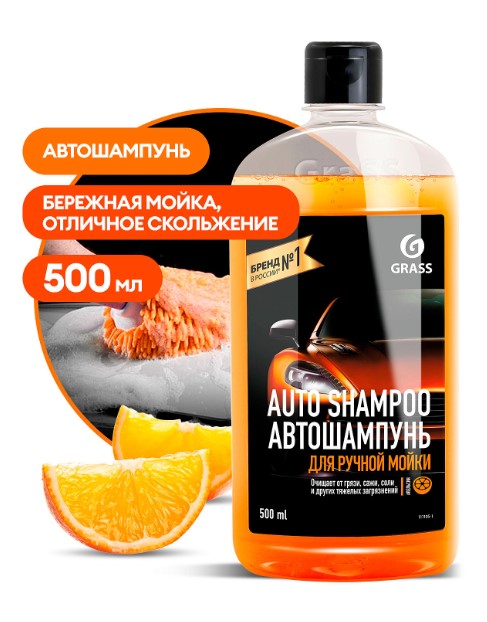 АВТОШАМПУНЬ
БЕРЕЖНАЯ МОЙКА,
ОТЛИЧНОЕ СКОЛЬЖЕНИЕ
500 МЛ
Grass
GRASS
БРЕНД
В РОССИИ*
№1
AUTO SHAMPOO
АВТОШАМПУНЬ
ДЛЯ РУЧНОЙ МОЙКИ
Очищает от грязи, сажи, соли
и других тяжелых загрязнений
500 ml